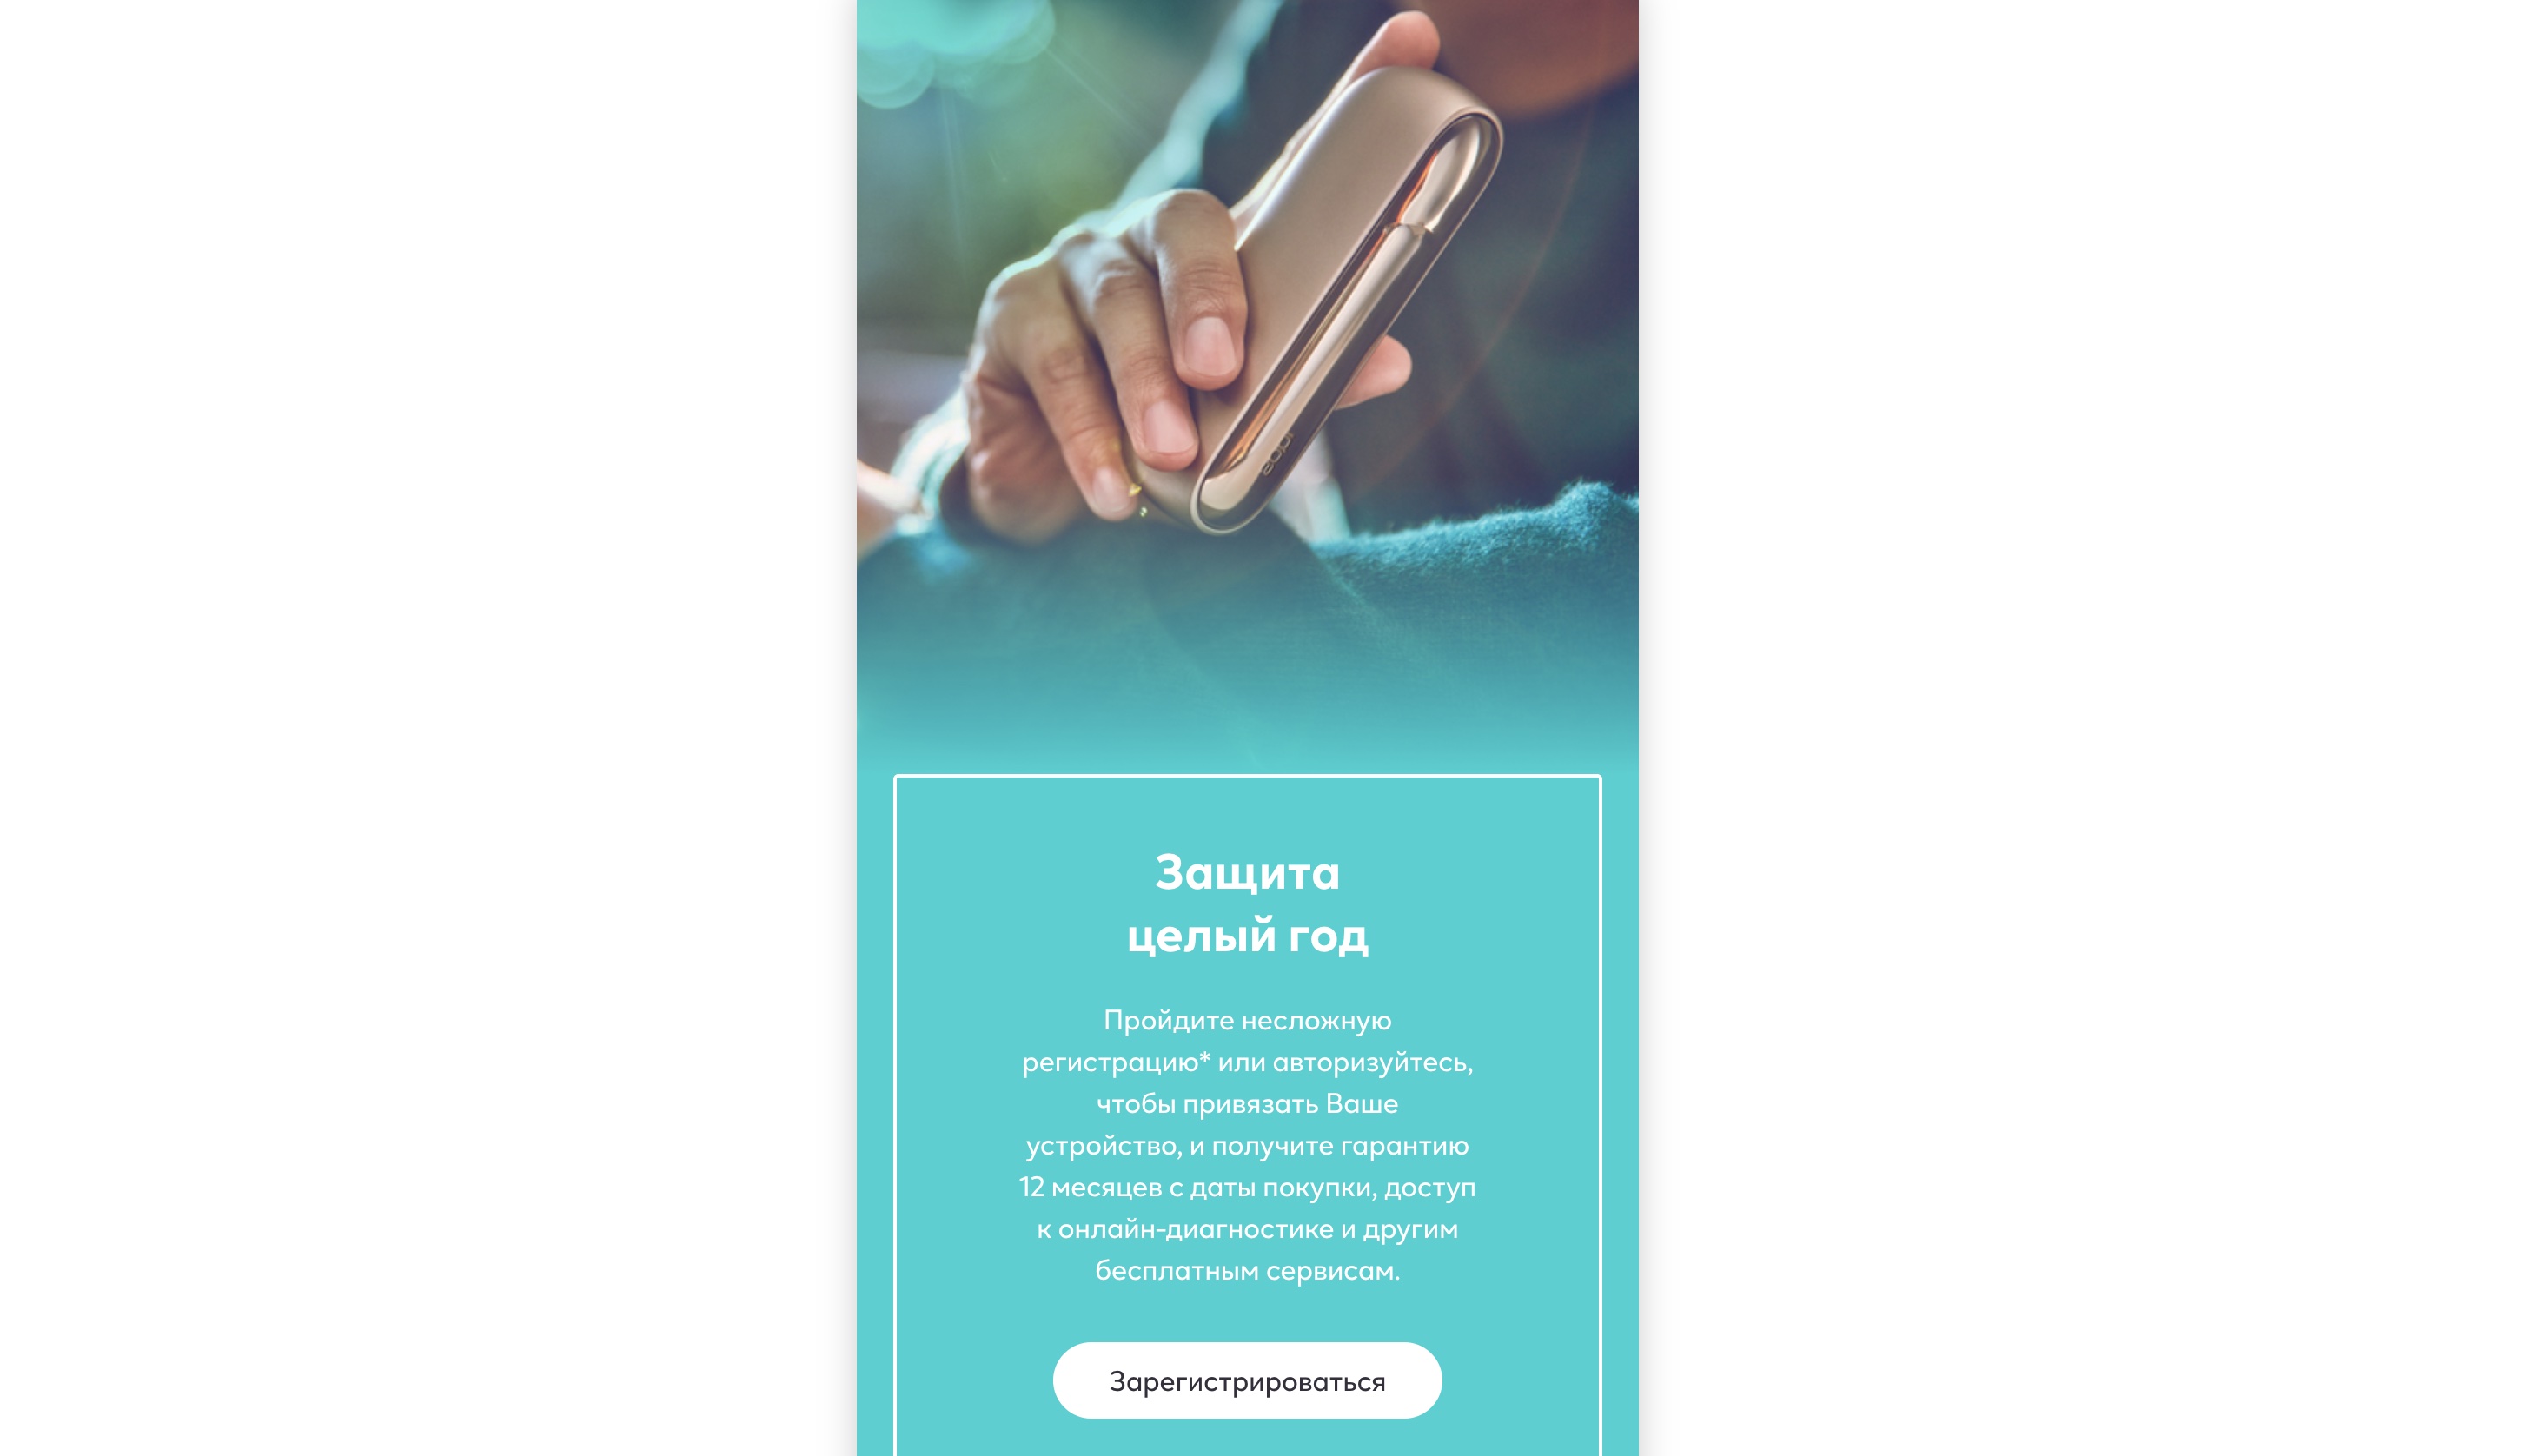 IQOS
Защита
целый год
Пройдите несложную
регистрацию* или авторизуйтесь,
чтобы привязать Ваше
устройство, и получите гарантию
12 месяцев с даты покупки, доступ
к онлайн-диагностике и другим
бесплатным сервисам.
Зарегистрироваться